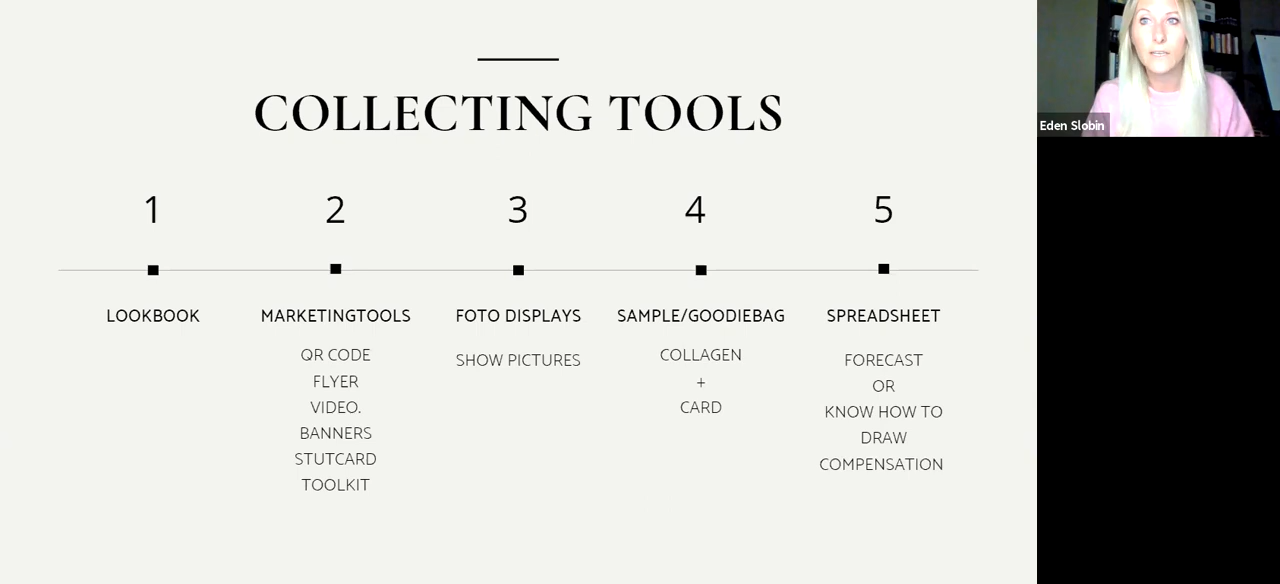 COLLECTING TOOLS
1
2
3
4
5
LOOKBOOK
MARKETINGTOOLS
QR CODE
FLYER
VIDEO.
BANNERS
STUTCARD
TOOLKIT
FOTO DISPLAYS
SHOW PICTURES
SAMPLE/GOODIEBAG
COLLAGEN
+
CARD
SPREADSHEET
FORECAST
OR
KNOW HOW TO
DRAW
COMPENSATION
Eden Slobin